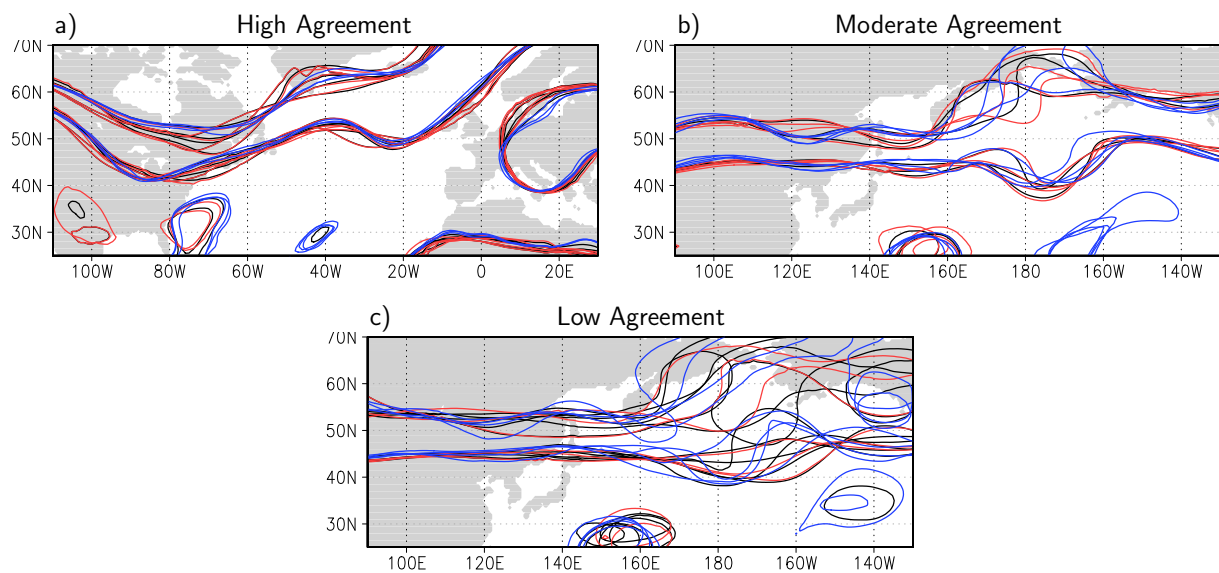 a) High Agreement
70N
60N
50N
40N
30N
100W 80W 60W 40W 20W 0 20E
b) Moderate Agreement
70N
60N
50N
40N
30N
100E 120E 140E 160E 180 160W 140W
c) Low Agreement
70N
60N
50N
40N
30N
100E 120E 140E 160E 180 160W 140W